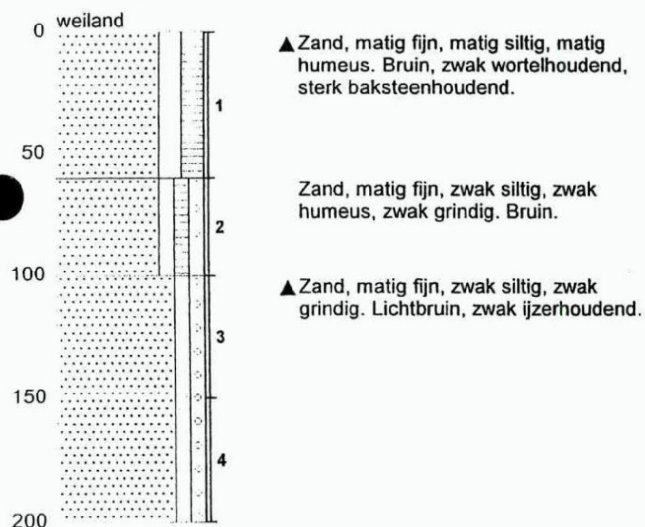 weiland
0
▲Zand, matig fijn, matig siltig, matig
humeus. Bruin, zwak wortelhoudend,
sterk baksteenhoudend.
1
50
Zand, matig fijn, zwak siltig, zwak
humeus, zwak grindig. Bruin.
2
100
▲Zand, matig fijn, zwak siltig, zwak
grindig. Lichtbruin, zwak ijzerhoudend.
3
150
4
200